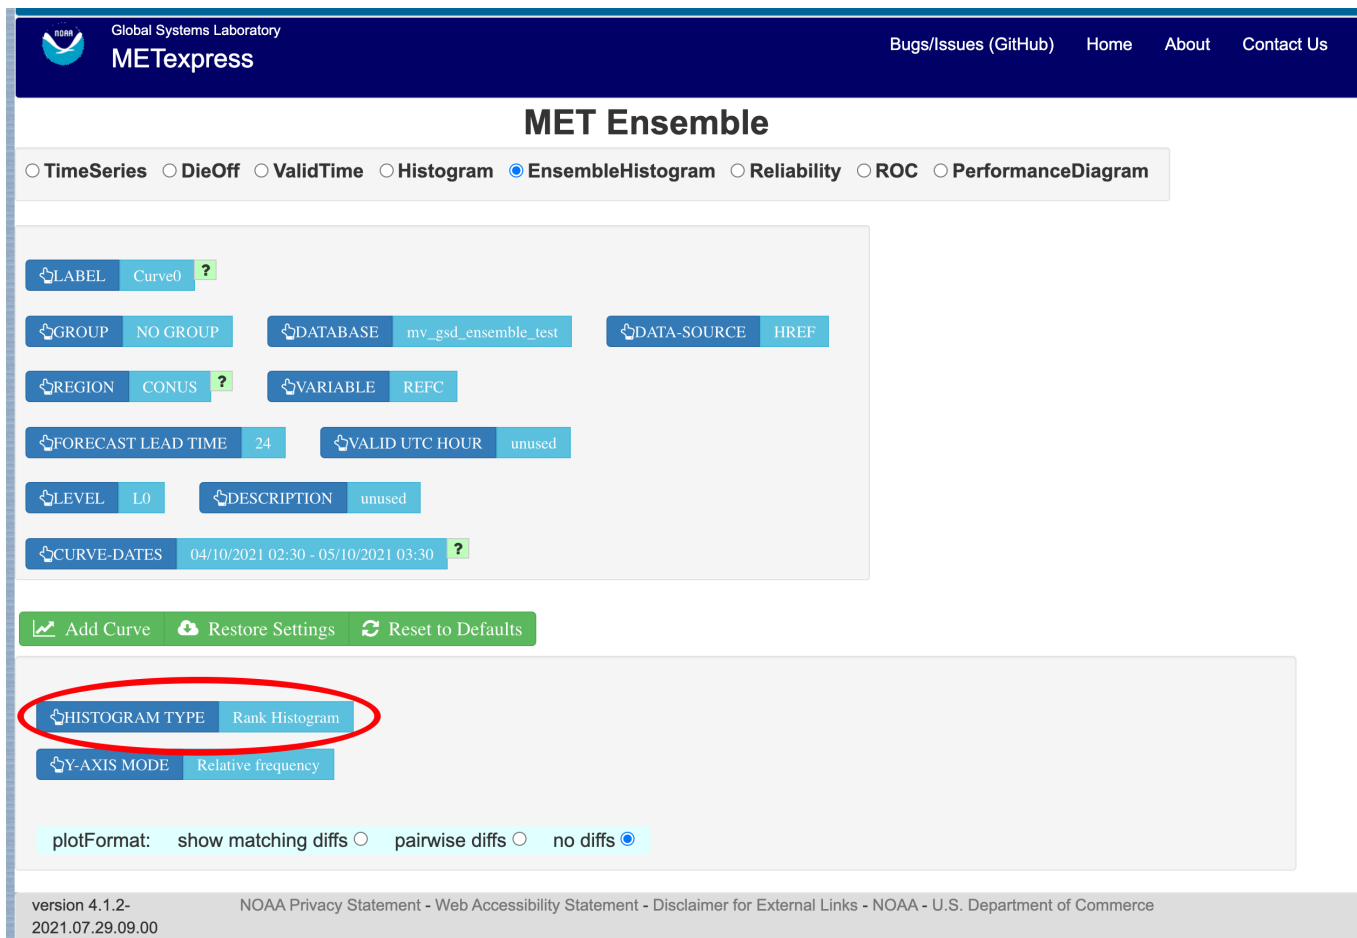 NOAA
Global Systems Laboratory
METexpress
Bugs/Issues (GitHub) Home About Contact Us
MET Ensemble
TimeSeries DieOff ValidTime Histogram EnsembleHistogram Reliability ROC PerformanceDiagram
LABEL Curve0 ?
GROUP NO GROUP DATABASE mv_gsd_ensemble_test DATA-SOURCE HREF
REGION CONUS ? VARIABLE REFC
FORECAST LEAD TIME 24 VALID UTC HOUR unused
LEVEL L0 DESCRIPTION unused
CURVE-DATES 04/10/2021 02:30 - 05/10/2021 03:30 ?
Add Curve Restore Settings Reset to Defaults
HISTOGRAM TYPE Rank Histogram
Y-AXIS MODE Relative frequency
plotFormat: show matching diffs pairwise diffs no diffs
version 4.1.2-
2021.07.29.09.00
NOAA Privacy Statement - Web Accessibility Statement - Disclaimer for External Links - NOAA - U.S. Department of Commerce